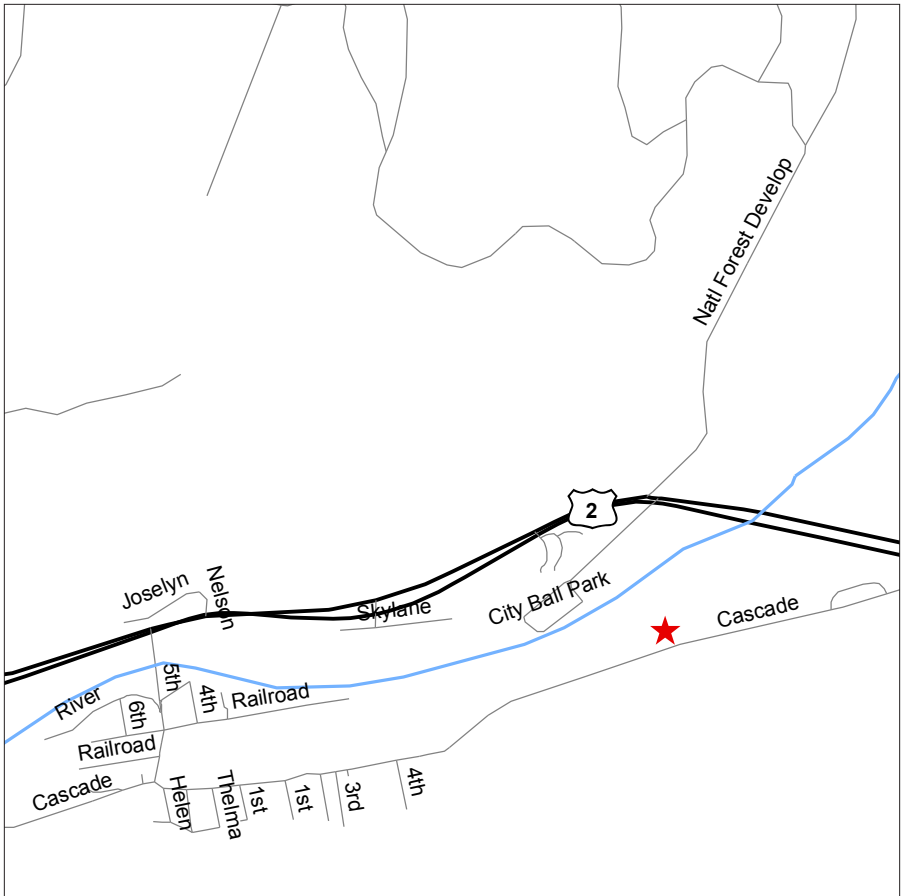 Natl Forest Develop
2
Joselyn
Nelson
Skylane
City Ball Park
Cascade
5th
4th
Railroad
River
6th
Railroad
Cascade
Helen
Thelma
1st
1st
3rd
4th